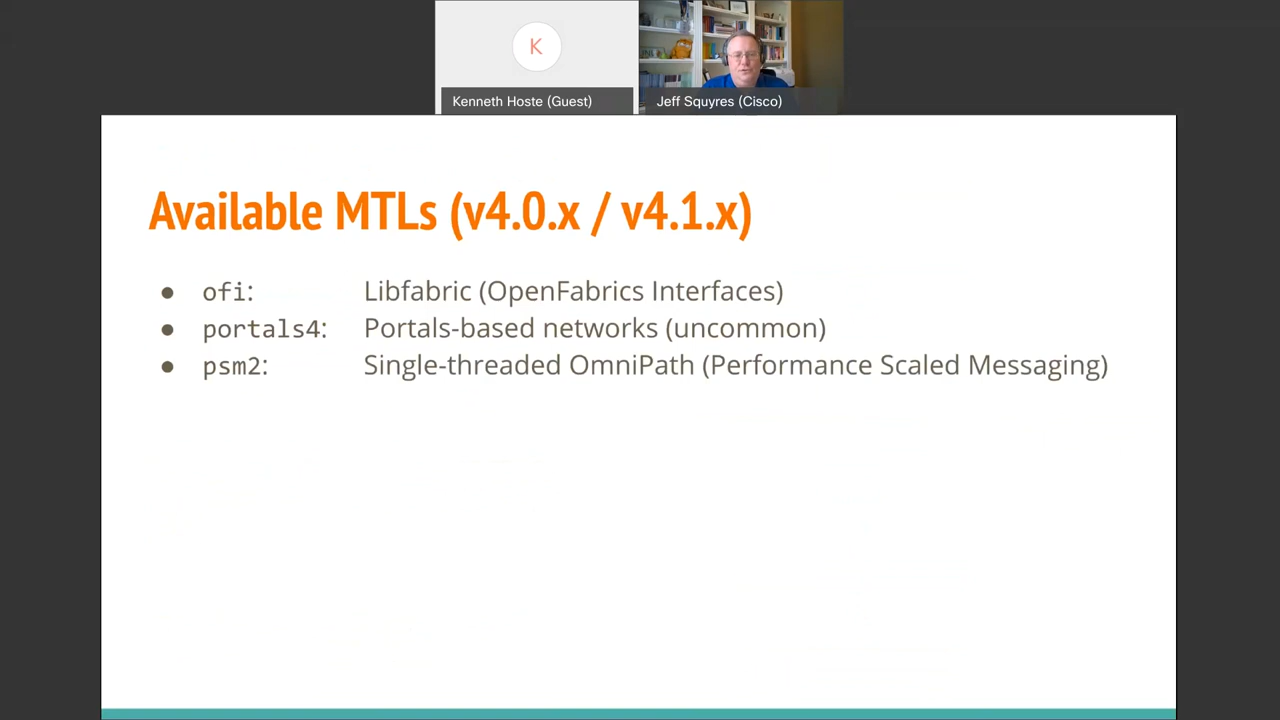 K
Kenneth Hoste (Guest)
Jeff Squyres (Cisco)
Available MTLs (v4.0.x / v4.1.x)
● ofi: Libfabric (OpenFabrics Interfaces)
● portals4: Portals-based networks (uncommon)
● psm2: Single-threaded OmniPath (Performance Scaled Messaging)